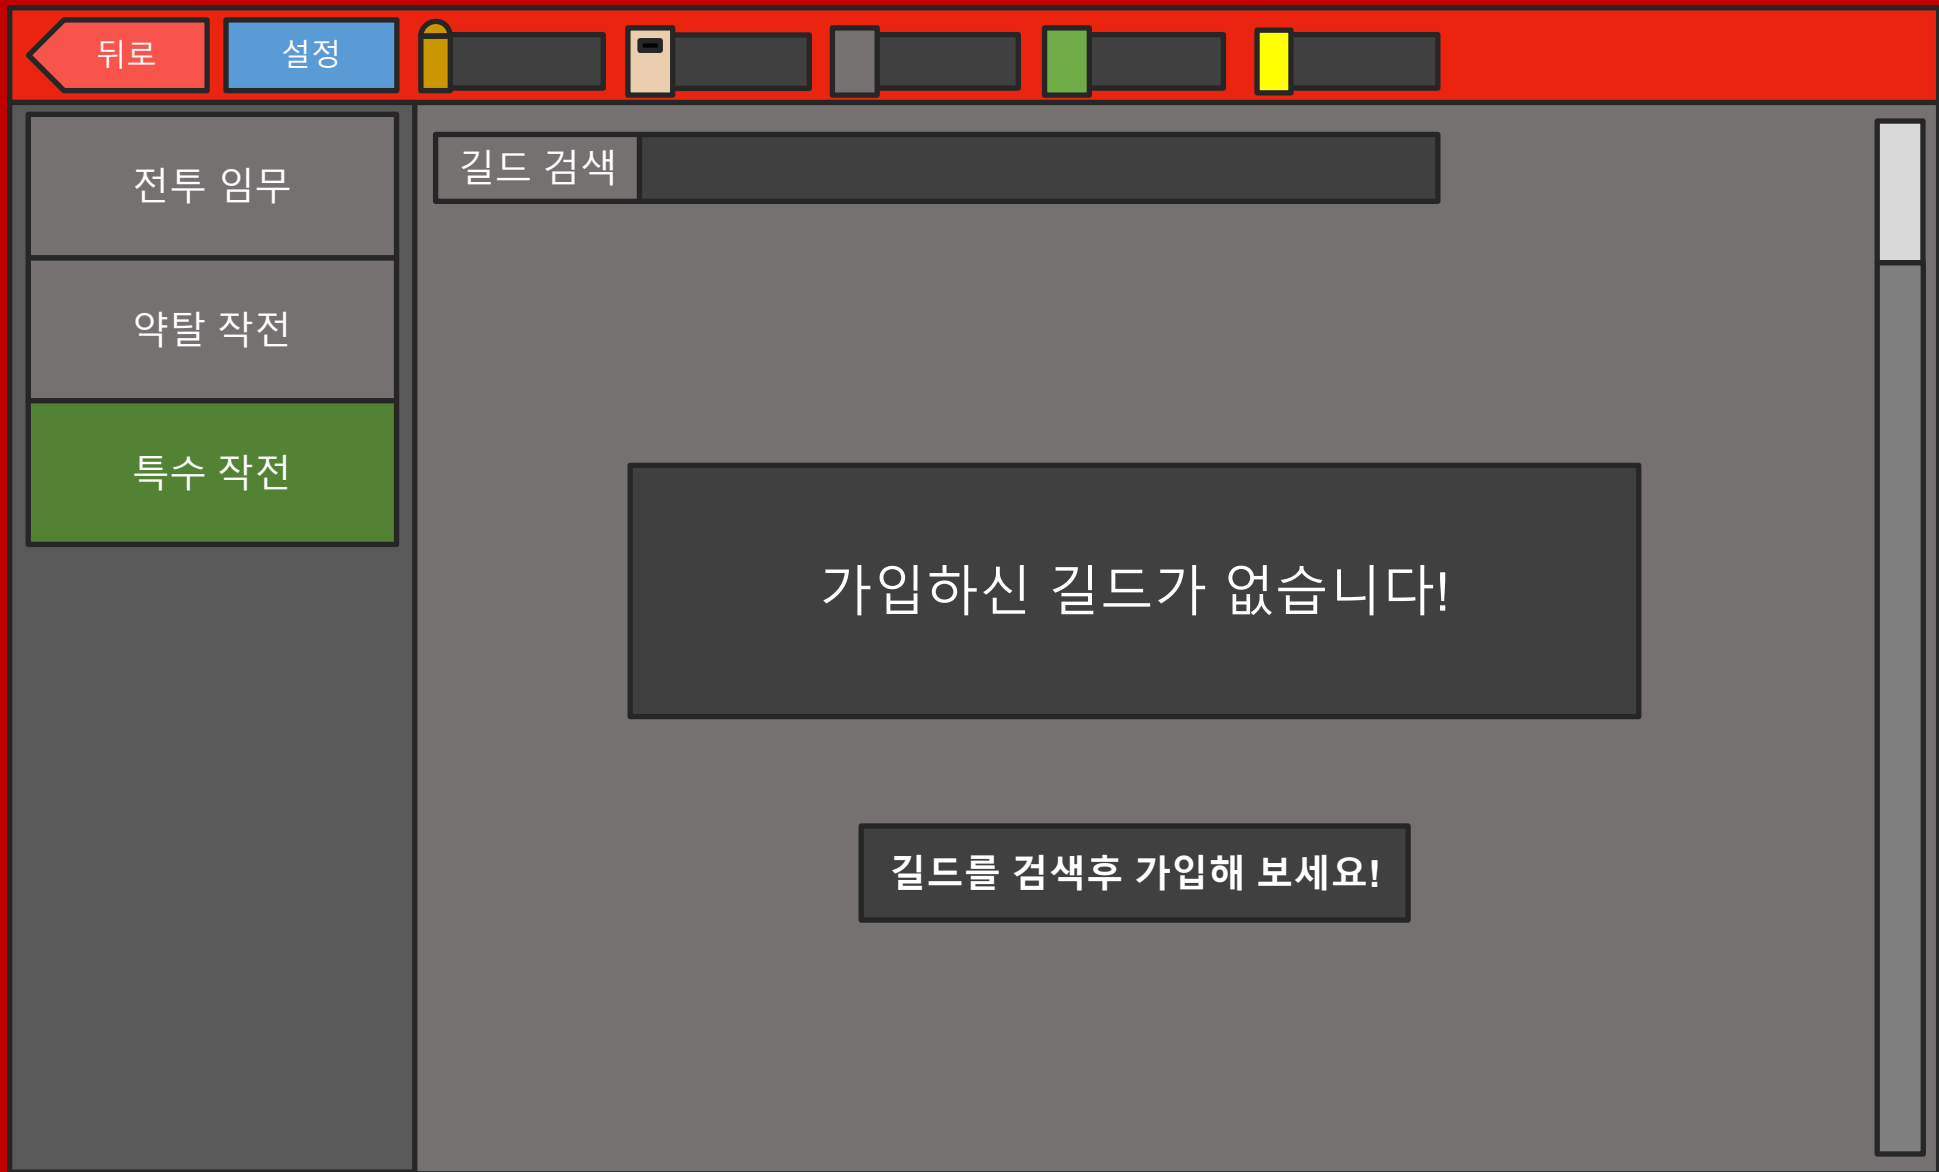 뒤로
설정
전투 임무
약탈 작전
특수 작전
길드 검색
가입하신 길드가 없습니다!
길드를 검색후 가입해 보세요!